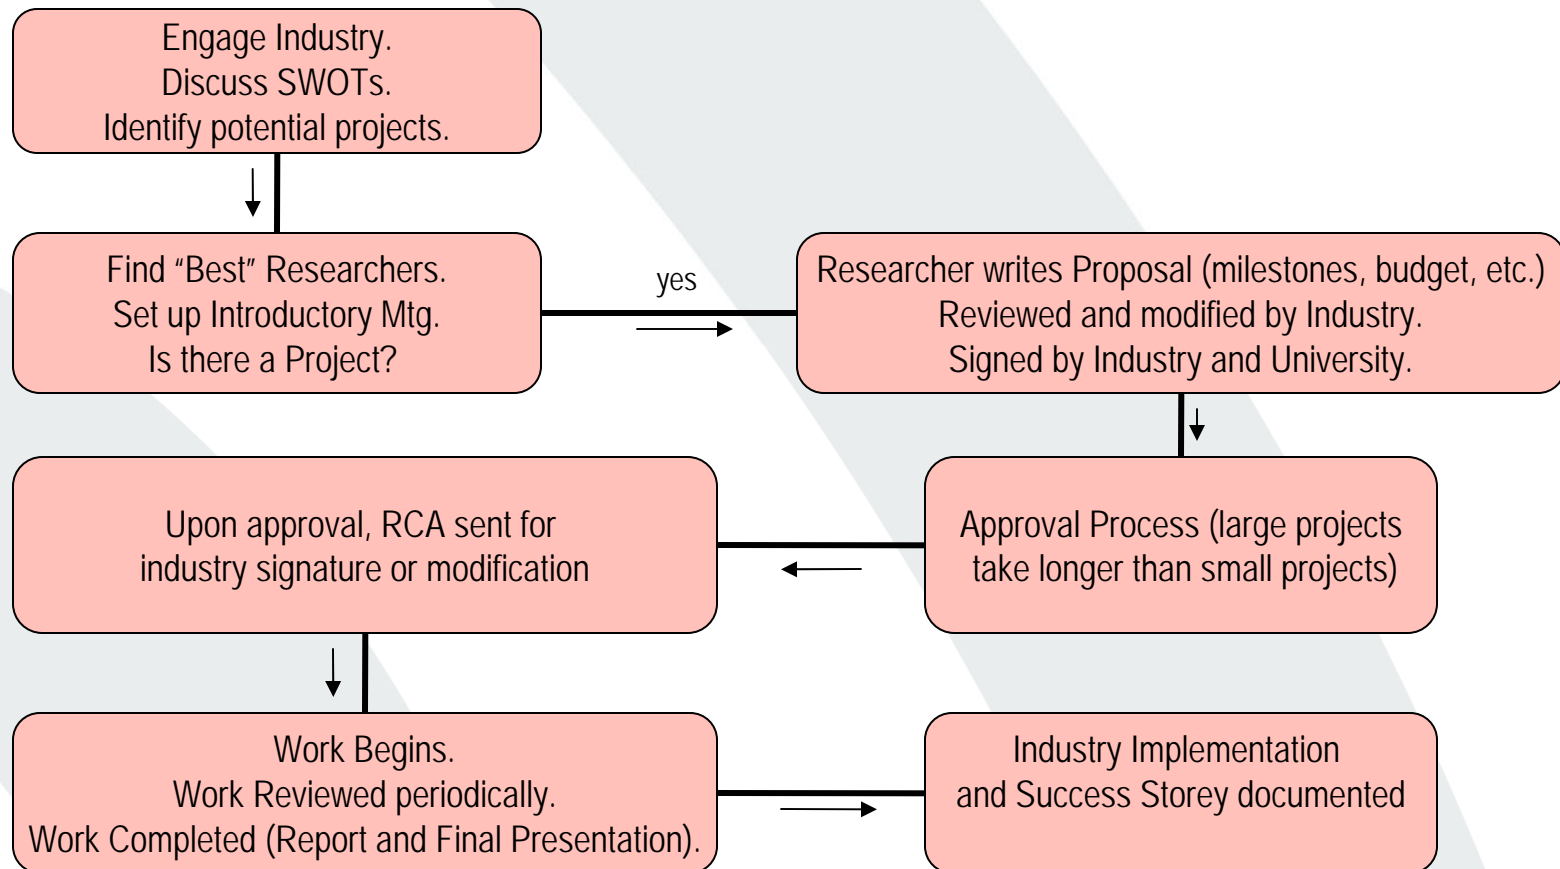 Engage Industry.
Discuss SWOTs.
Identify potential projects.
Find “Best” Researchers.
Set up Introductory Mtg.
Is there a Project?
yes
Researcher writes Proposal (milestones, budget, etc.)
Reviewed and modified by Industry.
Signed by Industry and University.
Approval Process (large projects
take longer than small projects)
Upon approval, RCA sent for
industry signature or modification
Work Begins.
Work Reviewed periodically.
Work Completed (Report and Final Presentation).
Industry Implementation
and Success Storey documented